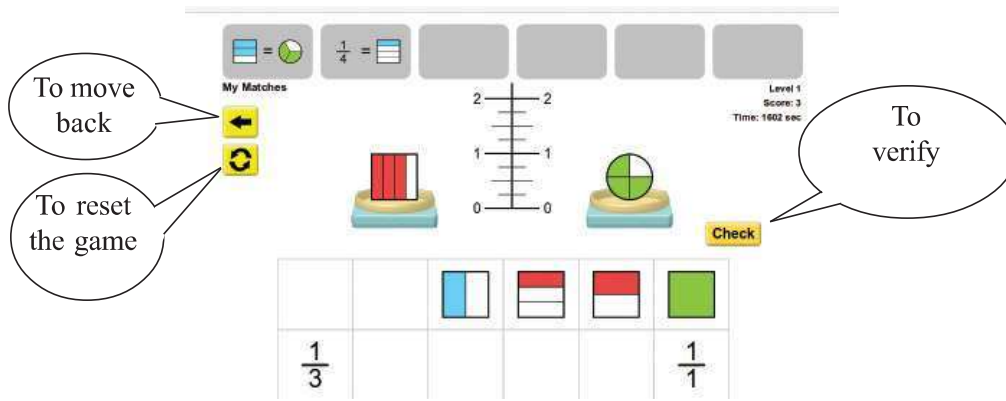 =
1/4 =
My Matches
Level 1
Score: 3
Time: 1602 sec
To move
back
To reset
the game
To
verify
2 2
1 1
0 0
Check
1/3
1/1